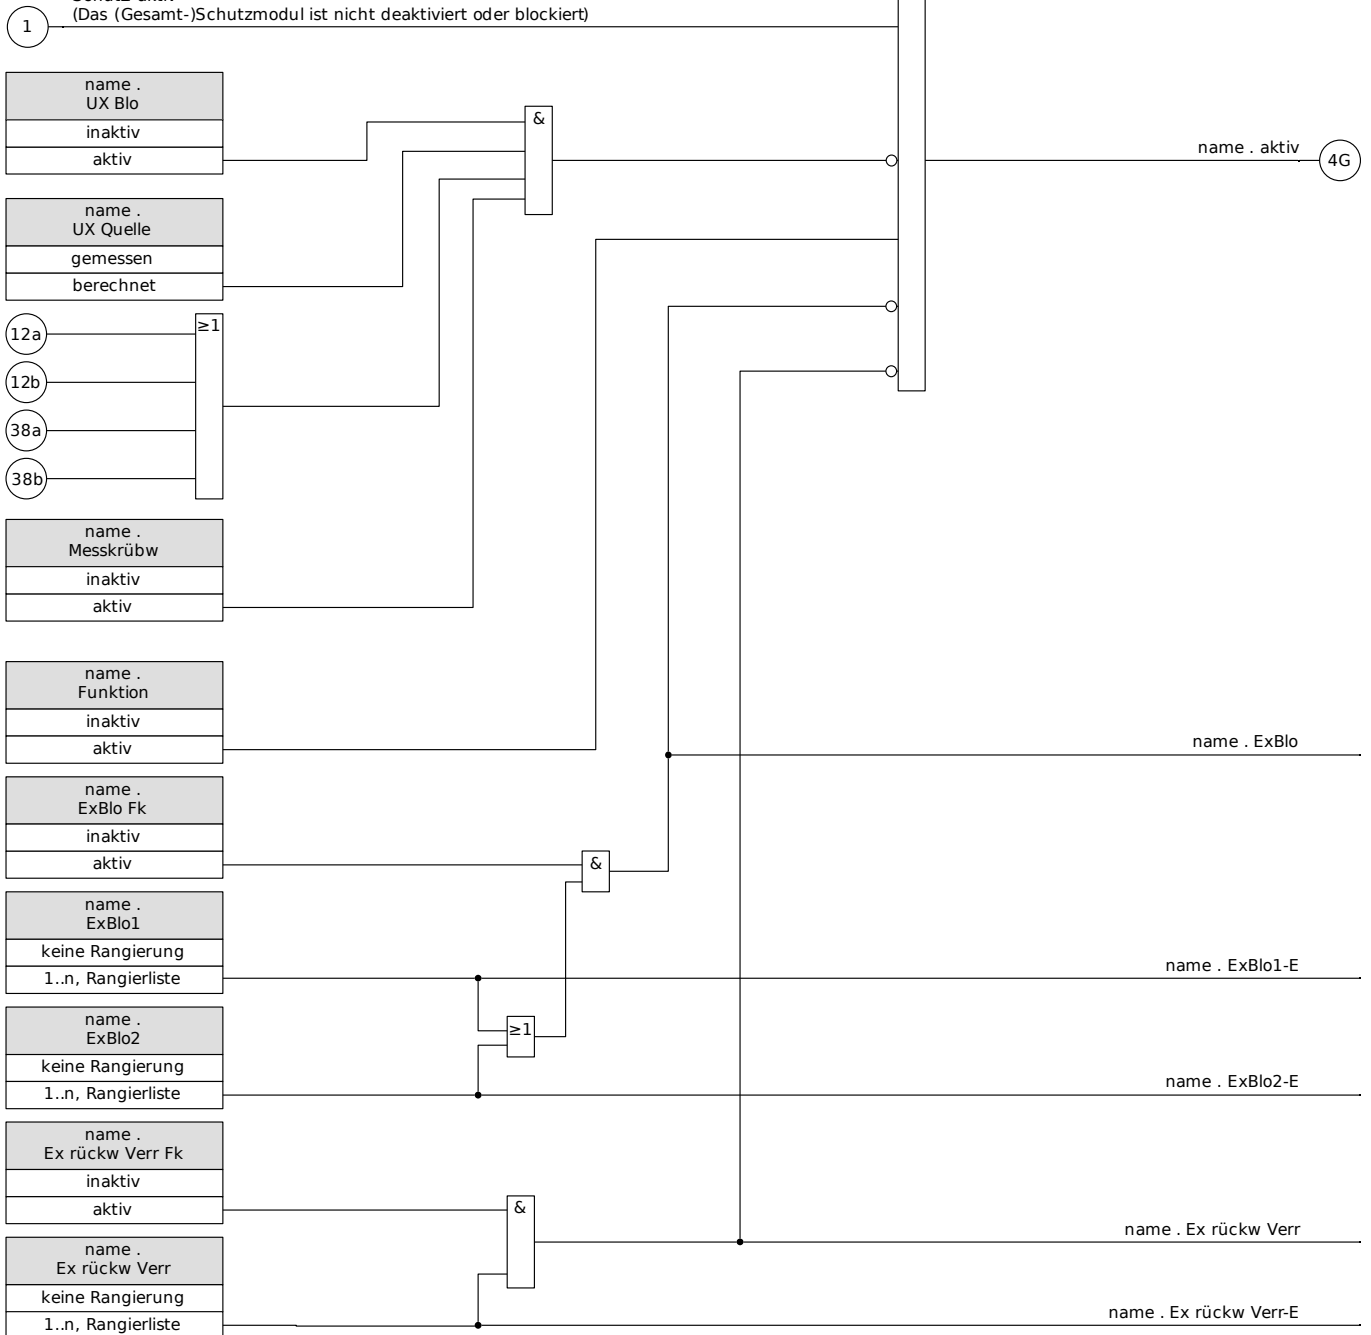 (Das (Gesamt-)Schutzmodul ist nicht deaktiviert oder blockiert)
1
name .
UX Blo
inaktiv
aktiv
&
name . aktiv
4G
name .
UX Quelle
gemessen
berechnet
≥1
12a
12b
38a
38b
name .
Messkrübw
inaktiv
aktiv
name .
Funktion
inaktiv
aktiv
name . ExBlo
name .
ExBlo Fk
inaktiv
aktiv
&
name .
ExBlo1
keine Rangierung
1..n, Rangierliste
name . ExBlo1-E
name .
ExBlo2
keine Rangierung
1..n, Rangierliste
≥1
name . ExBlo2-E
name .
Ex rückw Verr Fk
inaktiv
aktiv
&
name . Ex rückw Verr
name .
Ex rückw Verr
keine Rangierung
1..n, Rangierliste
name . Ex rückw Verr-E